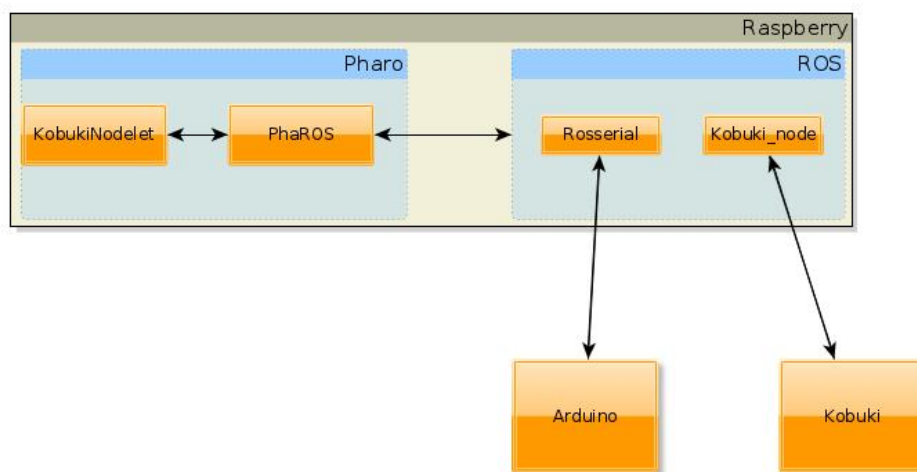 Raspberry
Pharo
ROS
KobukiNodelet
PhaROS
Rosserial
Kobuki_node
Arduino
Kobuki